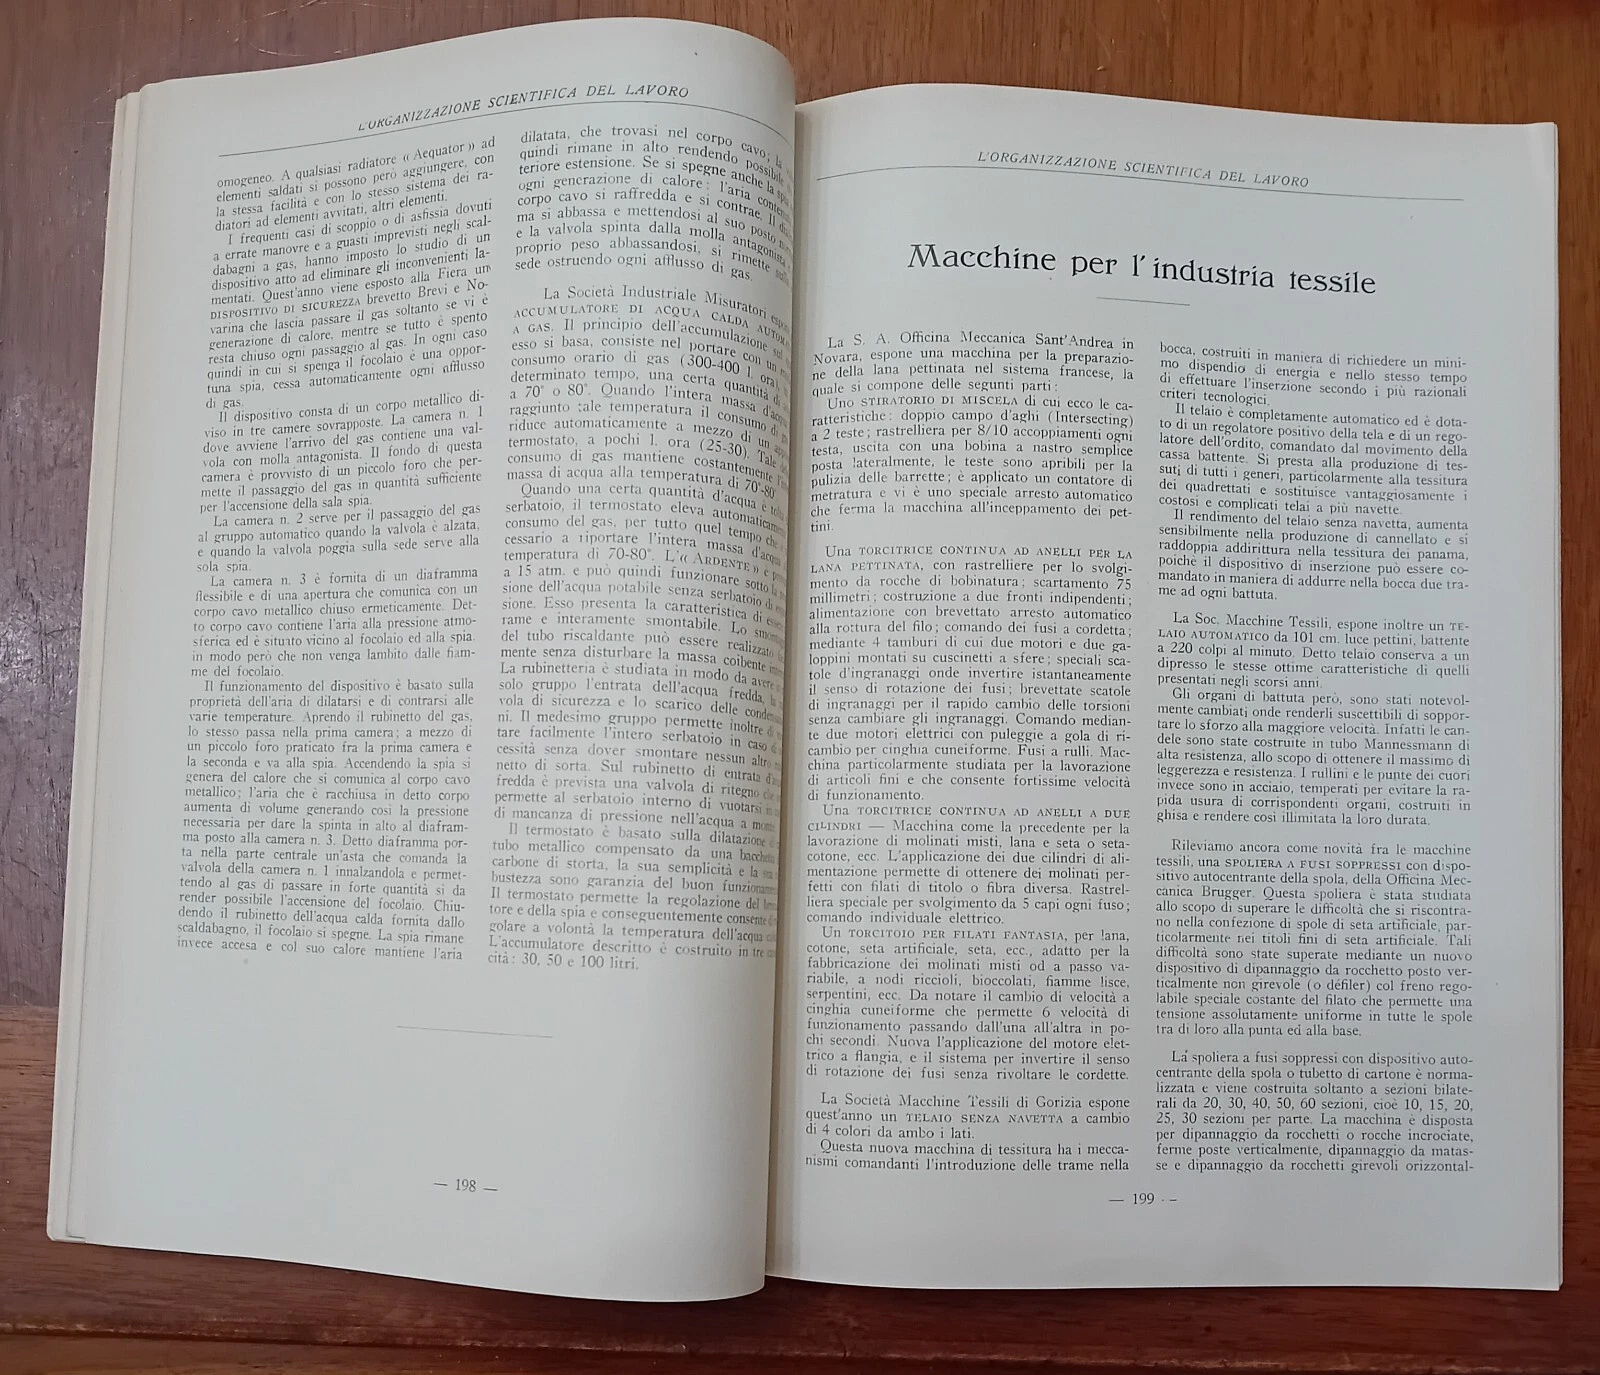 L'ORGANIZZAZIONE SCIENTIFICA DEL LAVORO
omogeneo. A qualsiasi radiatore « Aequator » ad
elementi saldati si possono però aggiungere, con
la stessa facilità e con lo stesso sistema dei ra-
diatori ad elementi avvitati, altri elementi.
I frequenti casi di scoppio o di asfissia dovuti
a errate manovre e a guasti imprevisti negli scal-
dabagni a gas, hanno imposto lo studio di un
dispositivo atto ad eliminare gli inconvenienti la-
mentati. Quest'anno viene esposto alla Fiera un
DISPOSITIVO DI SICUREZZA brevetto Brevi e No-
varina che lascia passare il gas soltanto se vi è
generazione di calore, mentre se tutto è spento
resta chiuso ogni passaggio al gas. In ogni caso
quindi in cui si spenga il focolaio e una oppor-
tuna spia, cessa automaticamente ogni afflusso
di gas.
Il dispositivo consta di un corpo metallico di-
viso in tre camere sovrapposte. La camera n. 1
dove avviene l'arrivo del gas contiene una val-
vola con molla antagonista. Il fondo di questa
camera è provvisto di un piccolo foro che per-
mette il passaggio del gas in quantità sufficiente
per l'accensione della sala spia.
La camera n. 2 serve per il passaggio del gas
al gruppo automatico quando la valvola è alzata,
e quando la valvola poggia sulla sede serve alla
sola spia.
La camera n. 3 è fornita di un diaframma
flessibile e di una apertura che comunica con un
corpo cavo metallico chiuso ermeticamente. Det-
to corpo cavo contiene l'aria alla pressione atmo-
sferica ed è situato vicino al focolaio ed alla spia.
in modo però che non venga lambito dalle fiam-
me del focolaio.
Il funzionamento del dispositivo è basato sulla
proprietà dell'aria di dilatarsi e di contrarsi alle
varie temperature. Aprendo il rubinetto del gas,
lo stesso passa nella prima camera; a mezzo di
un piccolo foro praticato fra la prima camera e
la seconda e va alla spia. Accendendo la spia si
genera del calore che si comunica al corpo cavo
metallico; l'aria che è racchiusa in detto corpo
aumenta di volume generando così la pressione
necessaria per dare la spinta in alto al diafram-
ma posto alla camera n. 3. Detto diaframma por-
ta nella parte centrale un'asta che comanda la
valvola della camera n. 1 innalzandola e permet-
tendo al gas di passare in forte quantità si da
render possibile l'accensione del focolaio. Chiu-
dendo il rubinetto dell'acqua calda fornita dallo
scaldabagno, il focolaio si spegne. La spia rimane
invece accesa e col suo calore mantiene l'aria
dilatata, che trovasi nel corpo cavo; la
quindi rimane in alto rendendo possibile
teriore estensione. Se si spegne anche la spia
ogni generazione di calore: l'aria
corpo cavo si raffredda e si contrae. Il
ma si abbassa e mettendosi al suo posto
e la valvola spinta dalla molla antagonista
proprio peso abbassandosi, si rimette
sede ostruendo ogni afflusso di gas.
La Società Industriale Misuratori
ACCUMULATORE DI ACQUA CALDA
A GAS. Il principio dell'accumulazione
esso si basa, consiste nel portare con un
consumo orario di gas (300-400 l. ora),
determinato tempo, una certa quantità
a 70° o 80°. Quando l'intera massa
raggiunto tale temperatura il consumo di
riduce automaticamente a mezzo di un
termostato, a pochi l. ora (25-30). Tale
consumo di gas mantiene costantemente
massa di acqua alla temperatura di 70°-80°
Quando una certa quantità d'acqua è
serbatoio, il termostato eleva
consumo del gas, per tutto quel tempo che
cessario a riportare l'intera massa d'acqua
temperatura di 70-80°. L'« ARDENTE » è
a 15 atm. e può quindi funzionare sotto la
sione dell'acqua potabile senza serbatoio di
sione. Esso presenta la caratteristica di
rame e interamente smontabile. Lo
del tubo riscaldante può essere realizzato
mente senza disturbare la massa coibente
La rubinetteria è studiata in modo da avere
solo gruppo l'entrata dell'acqua fredda, la
vola di sicurezza e lo scarico delle
ni. Il medesimo gruppo permette inoltre di
tare facilmente l'intero serbatoio in caso di
cessità senza dover smontare nessun altro
netto di sorta. Sul rubinetto di entrata
fredda è prevista una valvola di ritegno che
permette al serbatoio interno di vuotarsi in
di mancanza di pressione nell'acqua a
Il termostato è basato sulla dilatazione
tubo metallico compensato da una bacchetta
carbone di storta, la sua semplicità e la sua
bustezza sono garanzia del buon
Il termostato permette la regolazione del
tore e della spia e conseguentemente consente
golare a volontà la temperatura dell'acqua
L'accumulatore descritto è costruito in tre
cità: 30, 50 e 100 litri.
— 198 —
L'ORGANIZZAZIONE SCIENTIFICA DEL LAVORO
Macchine per l'industria tessile
La S. A. Officina Meccanica Sant'Andrea in
Novara, espone una macchina per la preparazio-
ne della lana pettinata nel sistema francese, la
quale si compone delle segunti parti:
Uno STIRATORIO DI MISCELA di cui ecco le ca-
ratteristiche: doppio campo d'aghi (Intersecting)
a 2 teste; rastrelliera per 8/10 accoppiamenti ogni
testa, uscita con una bobina a nastro semplice
posta lateralmente, le teste sono apribili per la
pulizia delle barrette; è applicato un contatore di
metratura e vi è uno speciale arresto automatico
che ferma la macchina all'inceppamento dei pet-
tini.
Una TORCITRICE CONTINUA AD ANELLI PER LA
LANA PETTINATA, con rastrelliere per lo svolgi-
mento da rocche di bobinatura; scartamento 75
millimetri; costruzione a due fronti indipendenti;
alimentazione con brevettato arresto automatico
alla rottura del filo; comando dei fusi a cordetta;
mediante 4 tamburi di cui due motori e due ga-
loppini montati su cuscinetti a sfere; speciali sca-
tole d'ingranaggi onde invertire istantaneamente
il senso di rotazione dei fusi; brevettate scatole
di ingranaggi per il rapido cambio delle torsioni
senza cambiare gli ingranaggi. Comando median-
te due motori elettrici con puleggie a gola di ri-
cambio per cinghia cuneiforme. Fusi a rulli. Mac-
china particolarmente studiata per la lavorazione
di articoli fini e che consente fortissime velocità
di funzionamento.
Una TORCITRICE CONTINUA AD ANELLI A DUE
CILINDRI — Macchina come la precedente per la
lavorazione di molinati misti, lana e seta o seta-
cotone, ecc. L'applicazione dei due cilindri di ali-
mentazione permette di ottenere dei molinati per-
fetti con filati di titolo o fibra diversa. Rastrel-
liera speciale per svolgimento da 5 capi ogni fuso;
comando individuale elettrico.
Un TORCITOIO PER FILATI FANTASIA, per lana,
cotone, seta artificiale, seta, ecc., adatto per la
fabbricazione dei molinati misti od a passo va-
riabile, a nodi riccioli, bioccolati, fiamme lisce,
serpentini, ecc. Da notare il cambio di velocità a
cinghia cuneiforme che permette 6 velocità di
funzionamento passando dall'una all'altra in po-
chi secondi. Nuova l'applicazione del motore elet-
trico a flangia, e il sistema per invertire il senso
di rotazione dei fusi senza rivoltare le cordette.
La Società Macchine Tessili di Gorizia espone
quest'anno un TELAIO SENZA NAVETTA a cambio
di 4 colori da ambo i lati.
Questa nuova macchina di tessitura ha i mecca-
nismi comandanti l'introduzione delle trame nella
bocca, costruiti in maniera di richiedere un mini-
mo dispendio di energia e nello stesso tempo
di effettuare l'inserzione secondo i più razionali
criteri tecnologici.
Il telaio è completamente automatico ed è dota-
to di un regolatore positivo della tela e di un rego-
latore dell'ordito, comandato dal movimento della
cassa battente. Si presta alla produzione di tes-
suti di tutti i generi, particolarmente alla tessitura
dei quadrettati e sostituisce vantaggiosamente i
costosi e complicati telai a più navette.
Il rendimento del telaio senza navetta, aumenta
sensibilmente nella produzione di cannellato e si
raddoppia addirittura nella tessitura dei panama,
poichè il dispositivo di inserzione può essere co-
mandato in maniera di addurre nella bocca due tra-
me ad ogni battuta.
La Soc. Macchine Tessili, espone inoltre un TE-
LAIO AUTOMATICO da 101 cm. luce pettini, battente
a 220 colpi al minuto. Detto telaio conserva a un
dipresso le stesse ottime caratteristiche di quelli
presentati negli scorsi anni.
Gli organi di battuta però, sono stati notevol-
mente cambiati onde renderli suscettibili di soppor-
tare lo sforzo alla maggiore velocità. Infatti le can-
dele sono state costruite in tubo Mannessmann di
alta resistenza, allo scopo di ottenere il massimo di
leggerezza e resistenza. I rullini e le punte dei cuori
invece sono in acciaio, temperati per evitare la ra-
pida usura di corrispondenti organi, costruiti in
ghisa e rendere così illimitata la loro durata.
Rileviamo ancora come novità fra le macchine
tessili, una SPOLIERA A FUSI SOPPRESSI con dispo-
sitivo autocentrante della spola, della Officina Mec-
canica Brugger. Questa spoliera è stata studiata
allo scopo di superare le difficoltà che si riscontra-
no nella confezione di spole di seta artificiale, par-
ticolarmente nei titoli fini di seta artificiale. Tali
difficoltà sono state superate mediante un nuovo
dispositivo di dipannaggio da rocchetto posto ver-
ticalmente non girevole (o défiler) col freno rego-
labile speciale costante del filato che permette una
tensione assolutamente uniforme in tutte le spole
tra di loro alla punta ed alla base.
La spoliera a fusi soppressi con dispositivo auto-
centrante della spola o tubetto di cartone è norma-
lizzata e viene costruita soltanto a sezioni bilate-
rali da 20, 30, 40, 50, 60 sezioni, cioè 10, 15, 20,
25, 30 sezioni per parte. La macchina è disposta
per dipannaggio da rocchetti o rocche incrociate,
ferme poste verticalmente, dipannaggio da matas-
se e dipannaggio da rocchetti girevoli orizzontal-
— 199 –